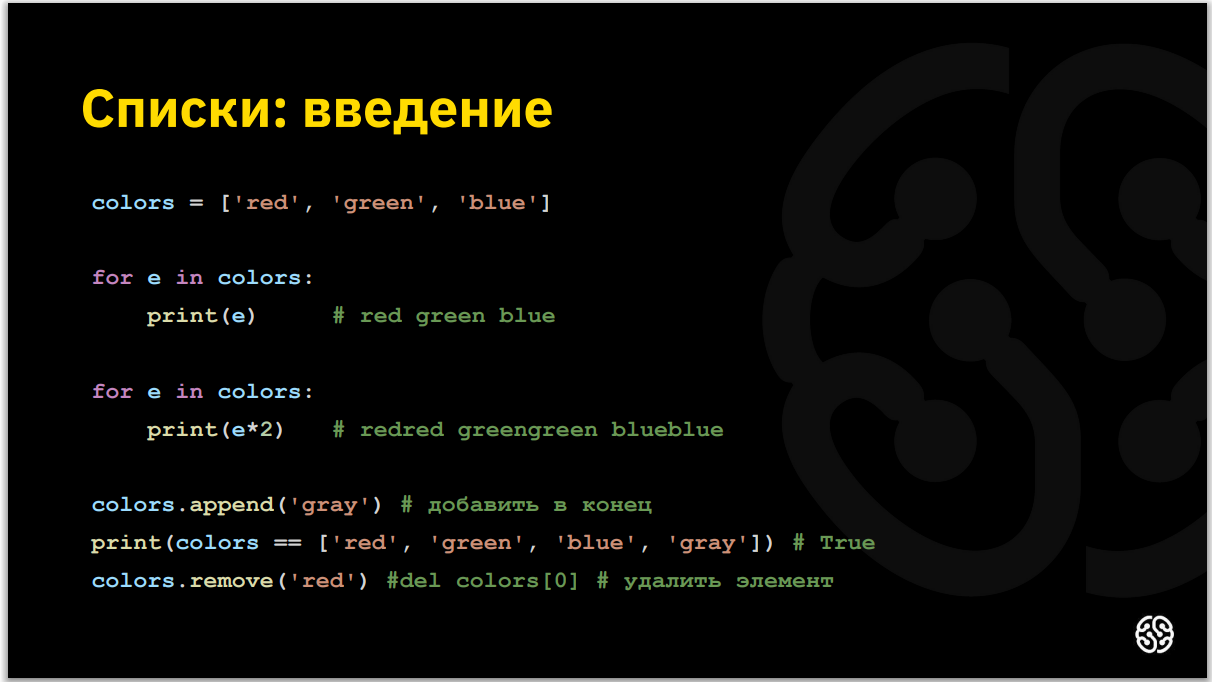 Списки: введение
colors = ['red', 'green', 'blue']
for e in colors:
    print(e)     # red green blue
for e in colors:
    print(e*2)   # redred greengreen blueblue
colors.append('gray') # добавить в конец
print(colors == ['red', 'green', 'blue', 'gray']) # True
colors.remove('red') #del colors[0] # удалить элемент